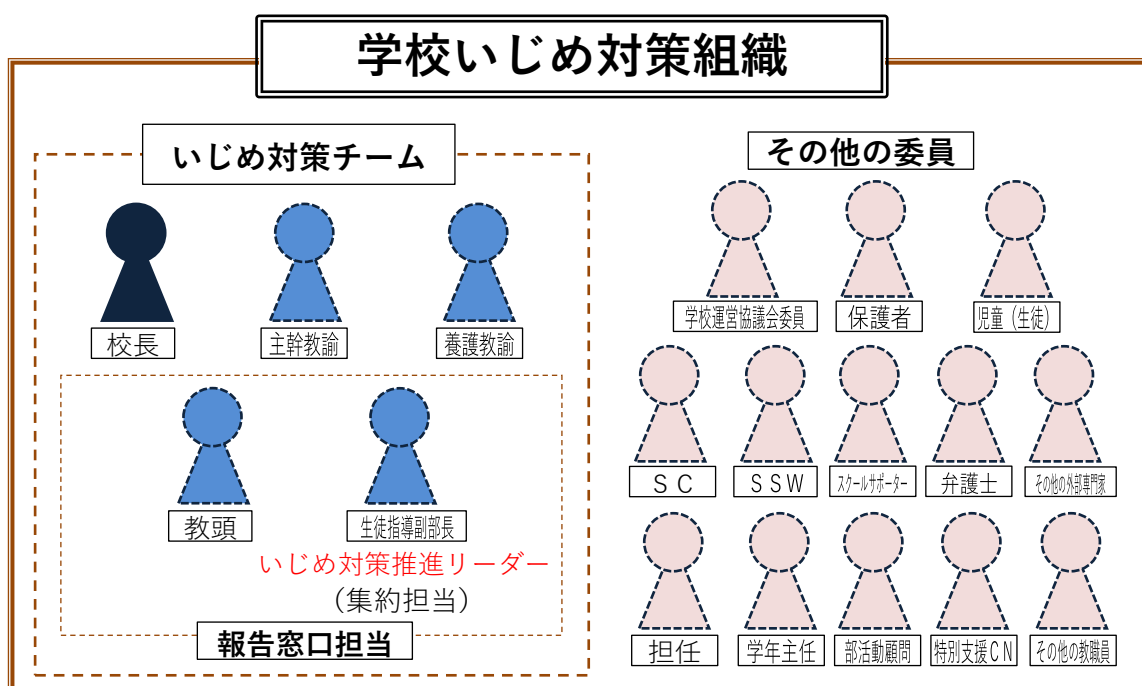 学校いじめ対策組織
いじめ対策チーム
校長
主幹教諭
養護教諭
教頭
生徒指導副部長
いじめ対策推進リーダー
（集約担当）
報告窓口担当
その他の委員
学校運営協議会委員
保護者
児童（生徒）
ＳＣ
ＳＳＷ
スクールサポーター
弁護士
その他の外部専門家
担任
学年主任
部活動顧問
特別支援ＣＮ
その他の教職員